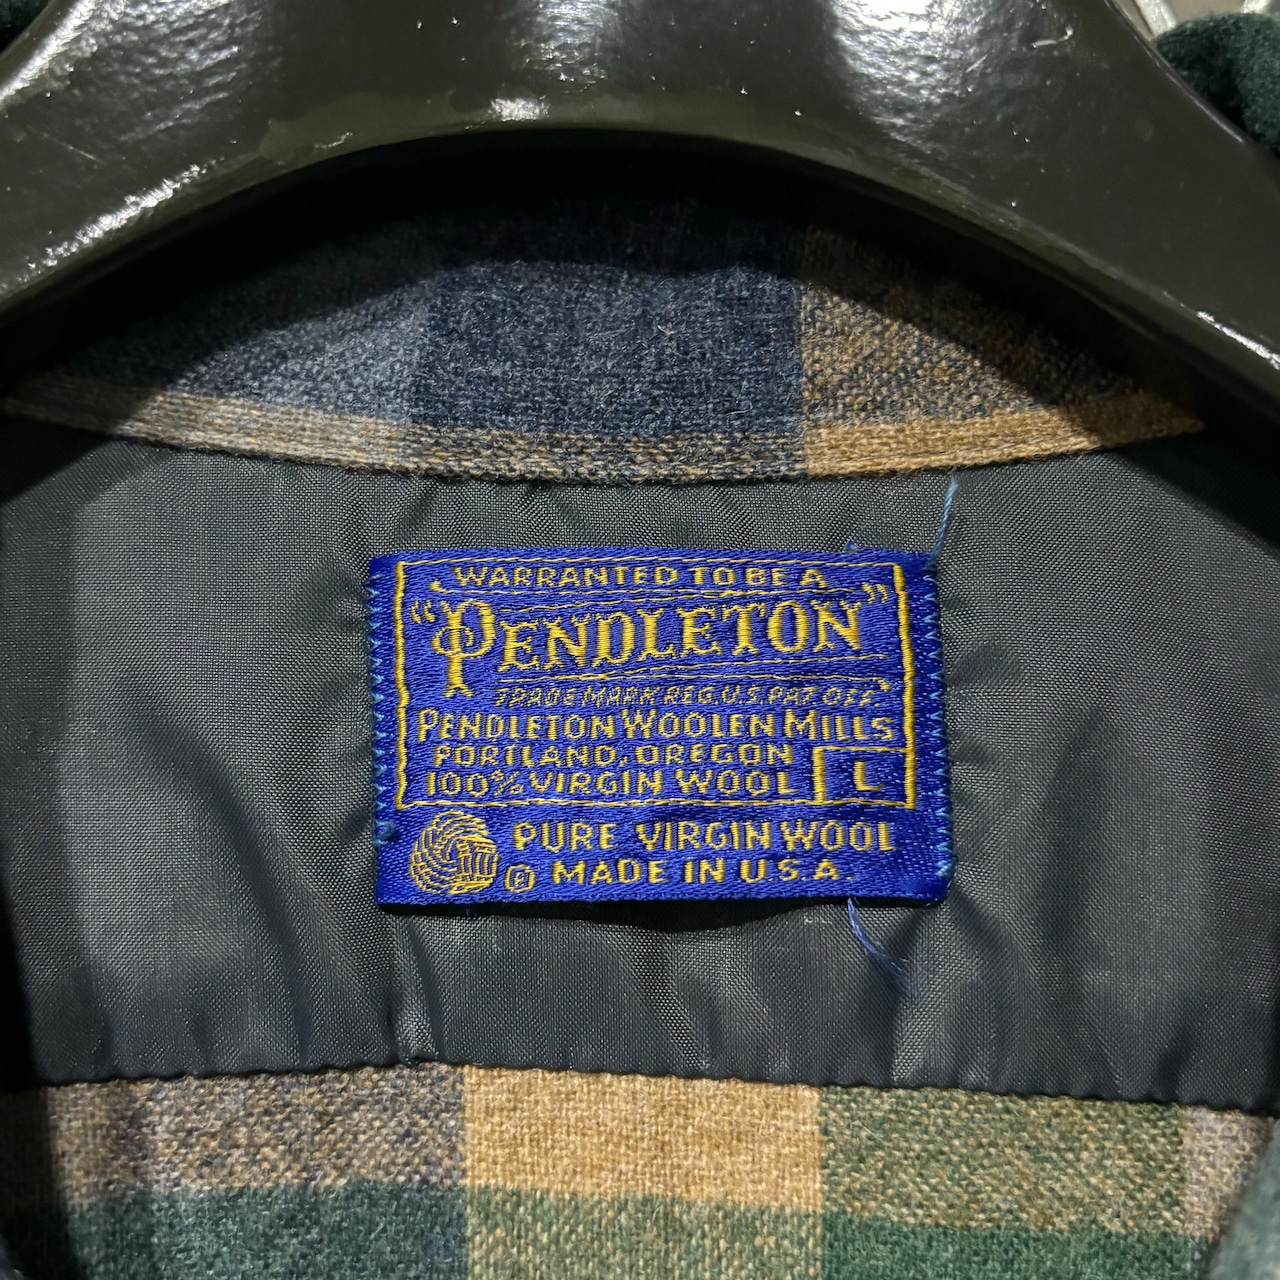 WARRANTED TO BE A
"PENDLETON"
TRADE MARK REG. U.S. PAT. OFF.
PENDLETON WOOLEN MILLS
PORTLAND, OREGON
100% VIRGIN WOOL L
PURE VIRGIN WOOL
® MADE IN U.S.A.